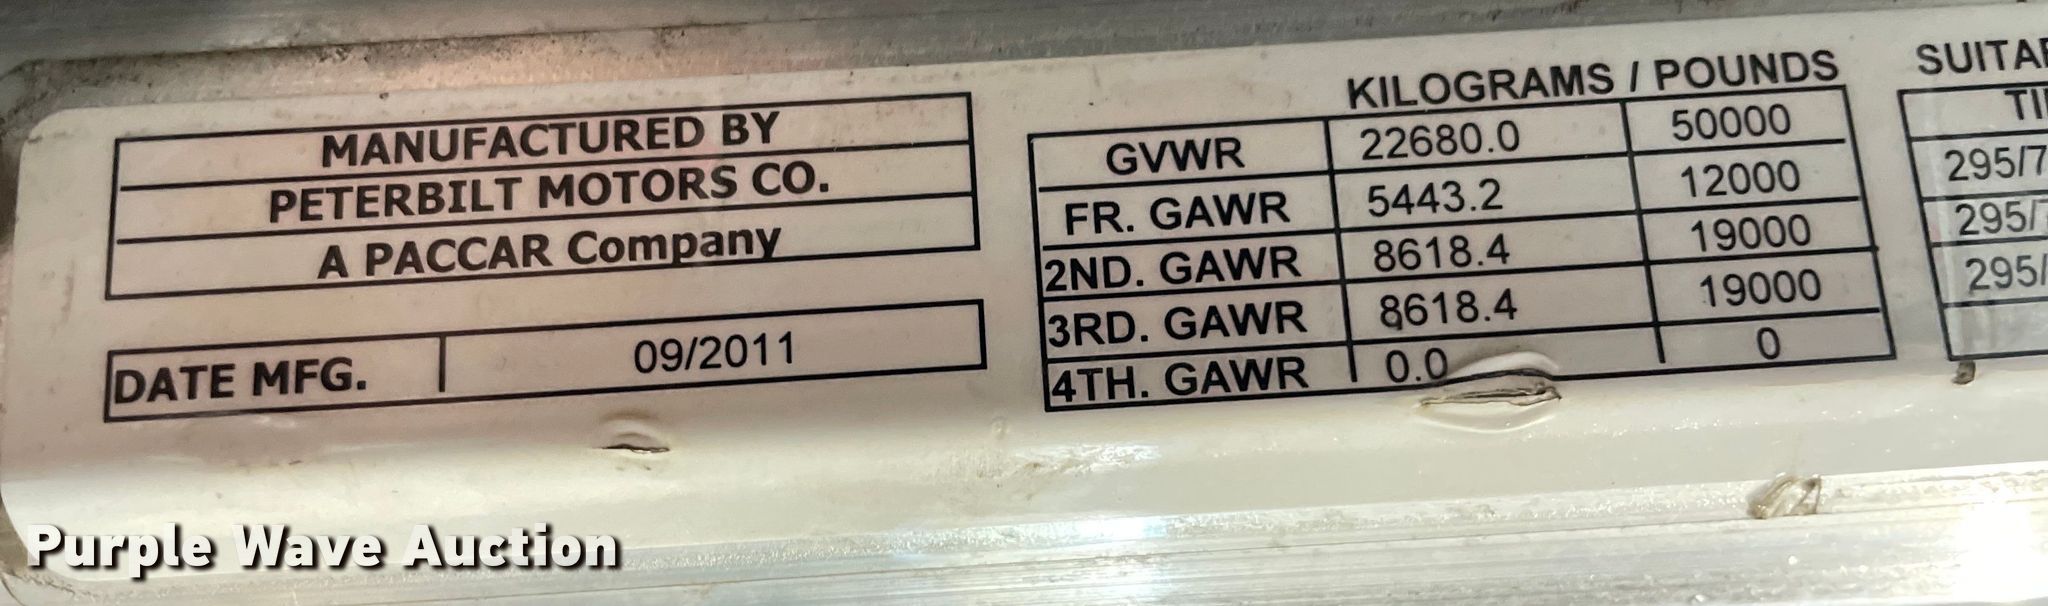 MANUFACTURED BY
PETERBILT MOTORS CO.
A PACCAR Company
DATE MFG. 09/2011
KILOGRAMS / POUNDS
GVWR 22680.0 50000
FR. GAWR 5443.2 12000
2ND. GAWR 8618.4 19000
3RD. GAWR 8618.4 19000
4TH. GAWR 0.0 0
295/7
295/
295/
Purple Wave Auction